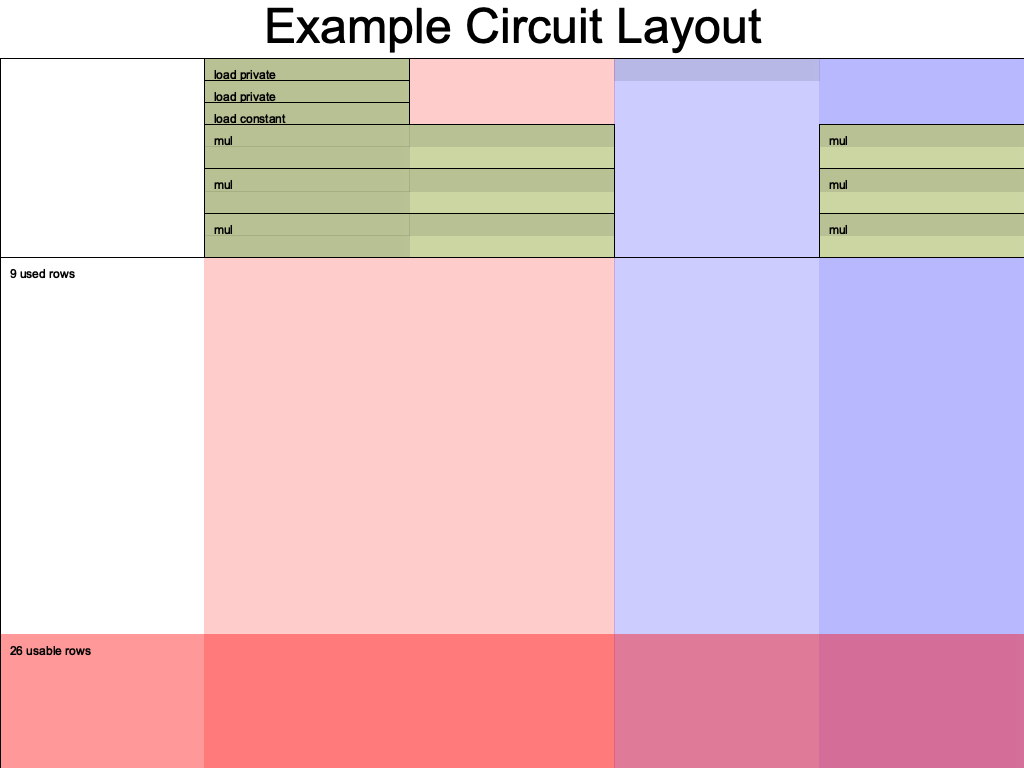 Example Circuit Layout
load private
load private
load constant
mul
mul
mul
mul
mul
mul
9 used rows
26 usable rows